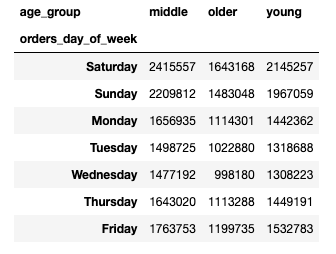 age_group middle older young
orders_day_of_week
Saturday 2415557 1643168 2145257
Sunday 2209812 1483048 1967059
Monday 1656935 1114301 1442362
Tuesday 1498725 1022880 1318688
Wednesday 1477192 998180 1308223
Thursday 1643020 1113288 1449191
Friday 1763753 1199735 1532783